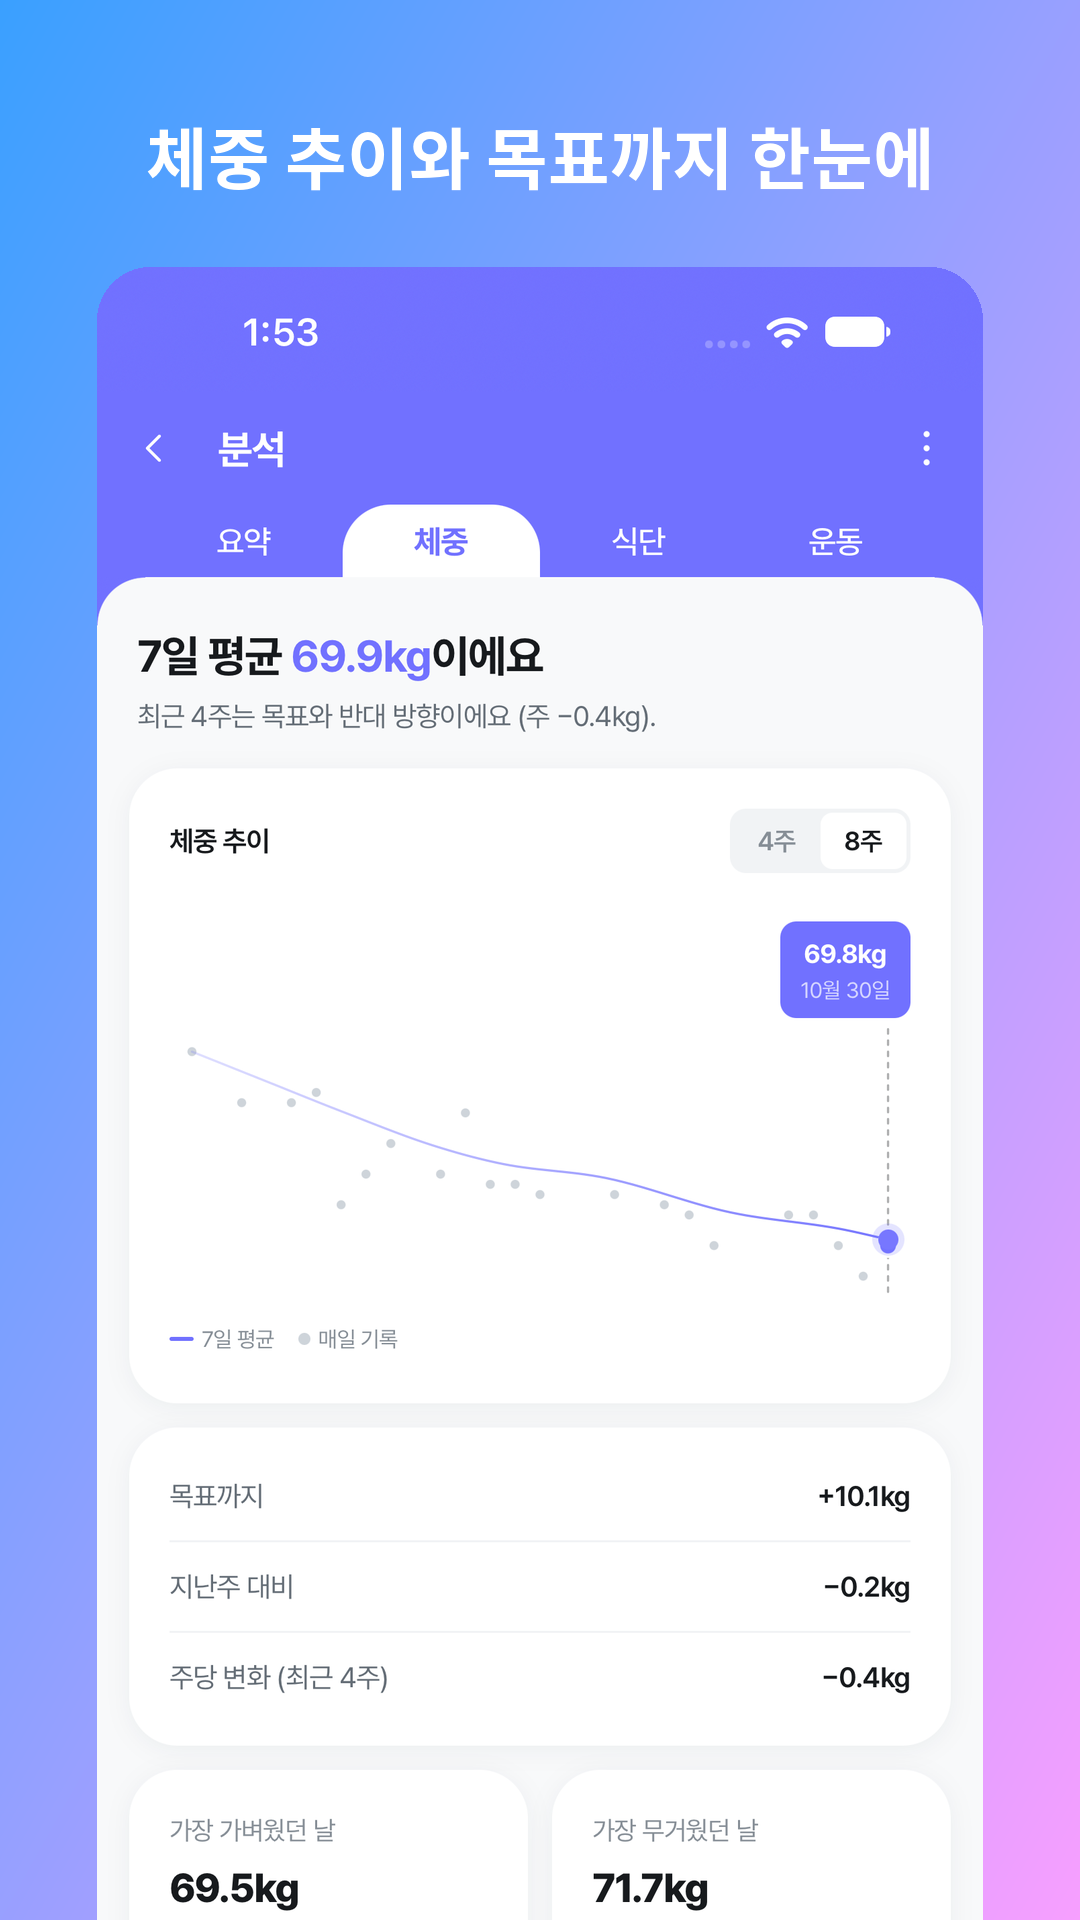 체중 추이와 목표까지 한눈에
1:53
분석
요약 체중 식단 운동
7일 평균 69.9kg이에요
최근 4주는 목표와 반대 방향이에요 (주 −0.4kg).
체중 추이 4주 8주
69.8kg
10월 30일
7일 평균 매일 기록
목표까지 +10.1kg
지난주 대비 −0.2kg
주당 변화 (최근 4주) −0.4kg
가장 가벼웠던 날 가장 무거웠던 날
69.5kg 71.7kg